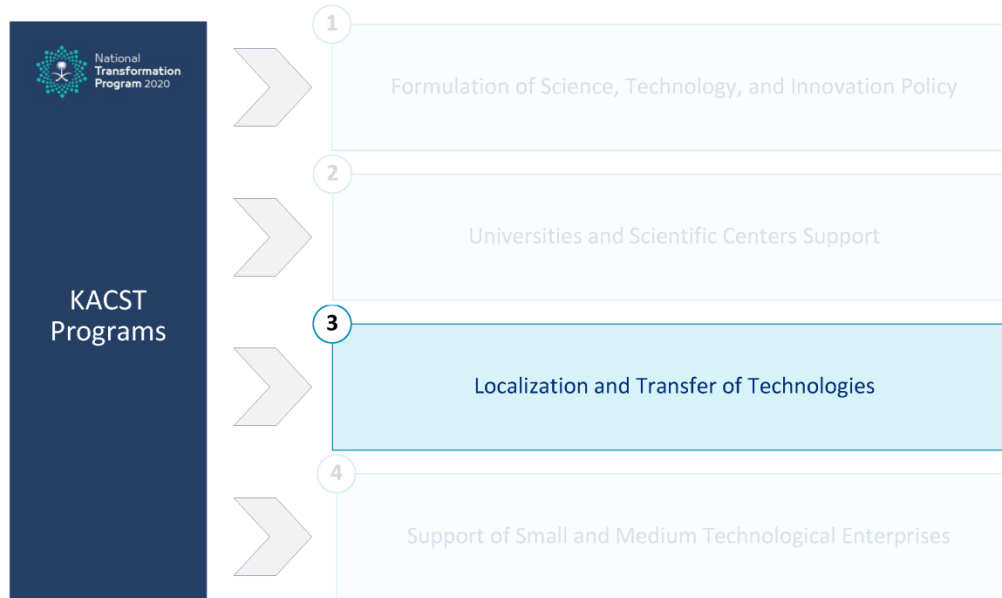 National
Transformation
Program 2020
KACST
Programs
1
Formulation of Science, Technology, and Innovation Policy
2
Universities and Scientific Centers Support
3
Localization and Transfer of Technologies
4
Support of Small and Medium Technological Enterprises